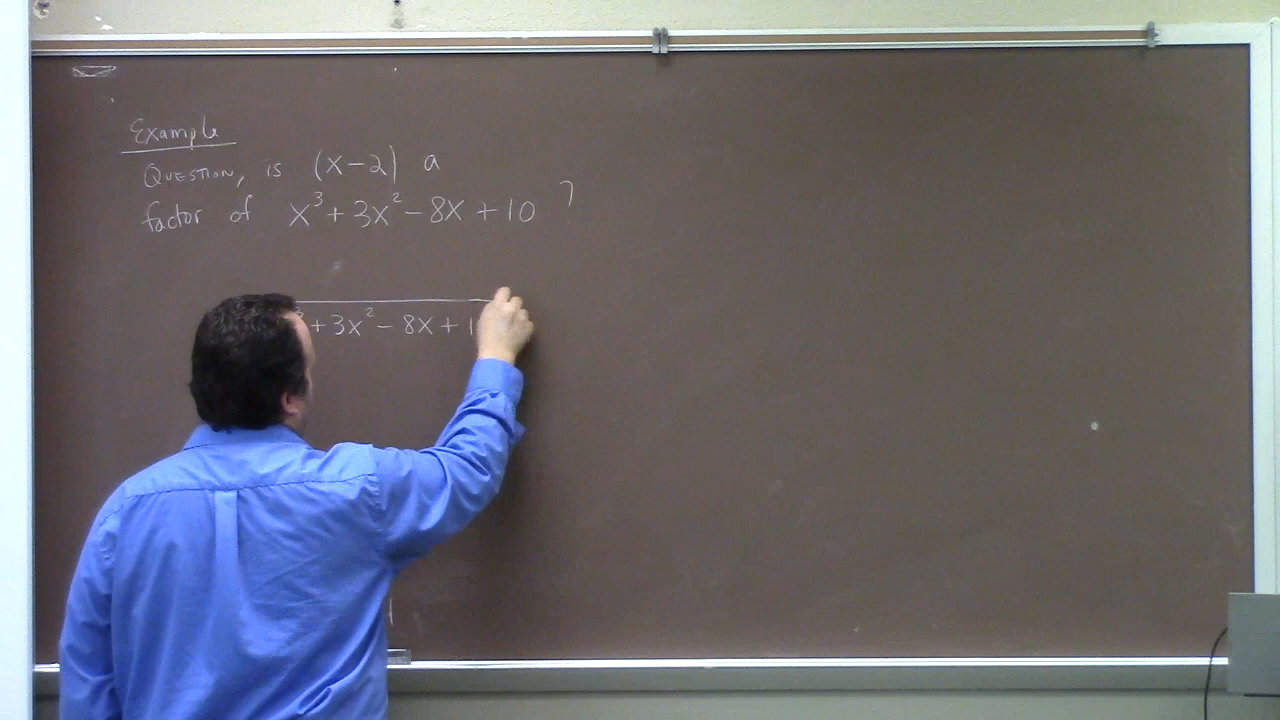 Example
QUESTION, is (x-2) a
factor of x³+3x²-8x+10 ?
+3x²-8x+1